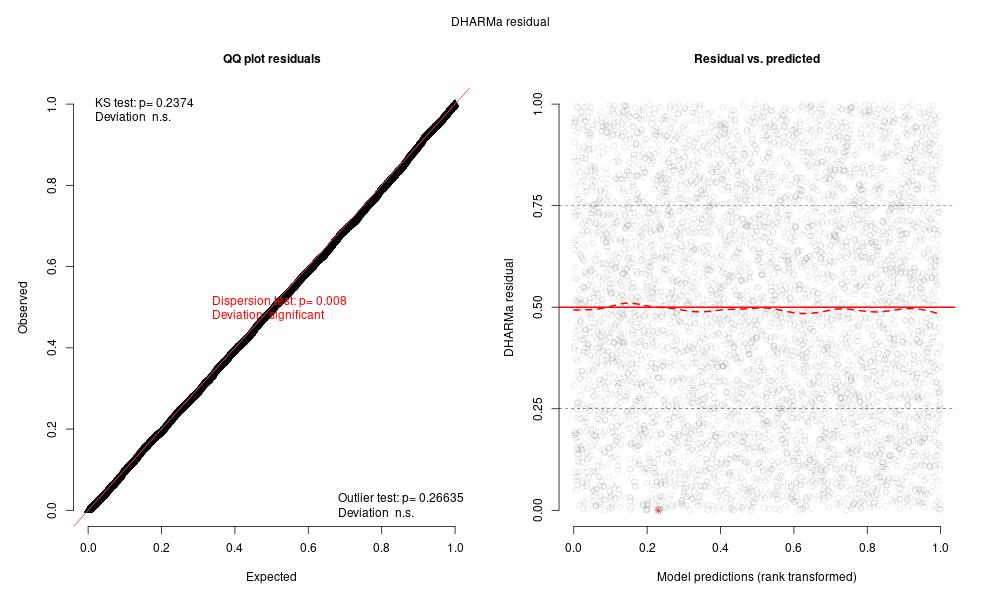 DHARMa residual
QQ plot residuals
KS test: p= 0.2374
Deviation n.s.
Dispersion test: p= 0.008
Deviation significant
Outlier test: p= 0.26635
Deviation n.s.
Observed
0.0
0.2
0.4
0.6
0.8
1.0
0.0
0.2
0.4
0.6
0.8
1.0
Expected
Residual vs. predicted
DHARMa residual
0.00
0.25
0.50
0.75
1.00
0.0
0.2
0.4
0.6
0.8
1.0
Model predictions (rank transformed)